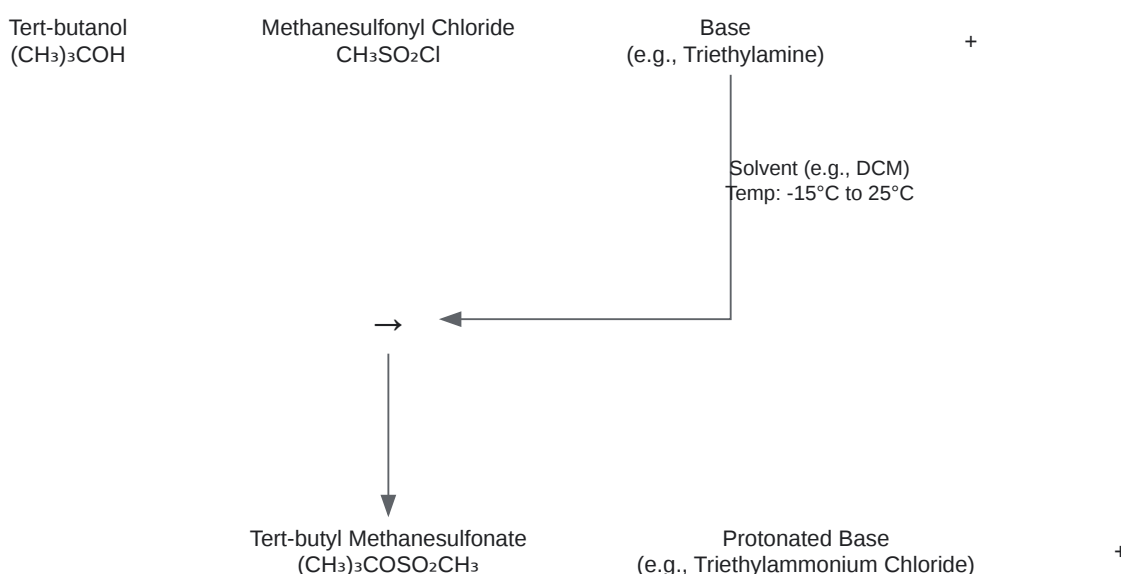 Tert-butanol
(CH₃)₃COH
Methanesulfonyl Chloride
CH₃SO₂Cl
Base
(e.g., Triethylamine)
+
Solvent (e.g., DCM)
Temp: -15°C to 25°C
→
Tert-butyl Methanesulfonate
(CH₃)₃COSO₂CH₃
Protonated Base
(e.g., Triethylammonium Chloride)
+